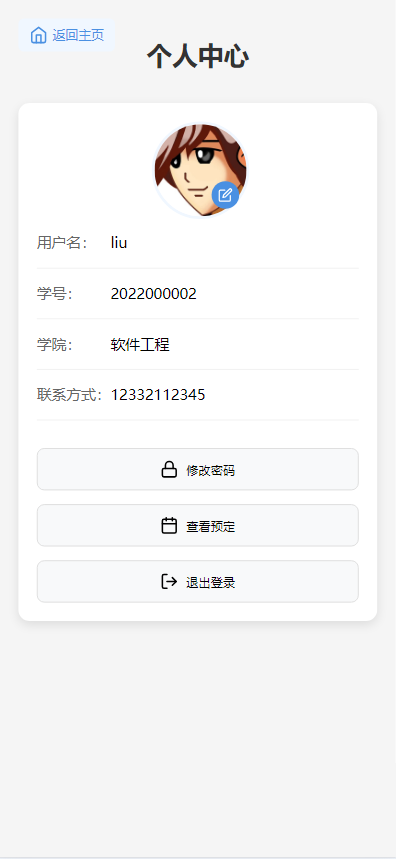 返回主页
个人中心
用户名： liu
学号： 2022000002
学院： 软件工程
联系方式： 12332112345
修改密码
查看预定
退出登录